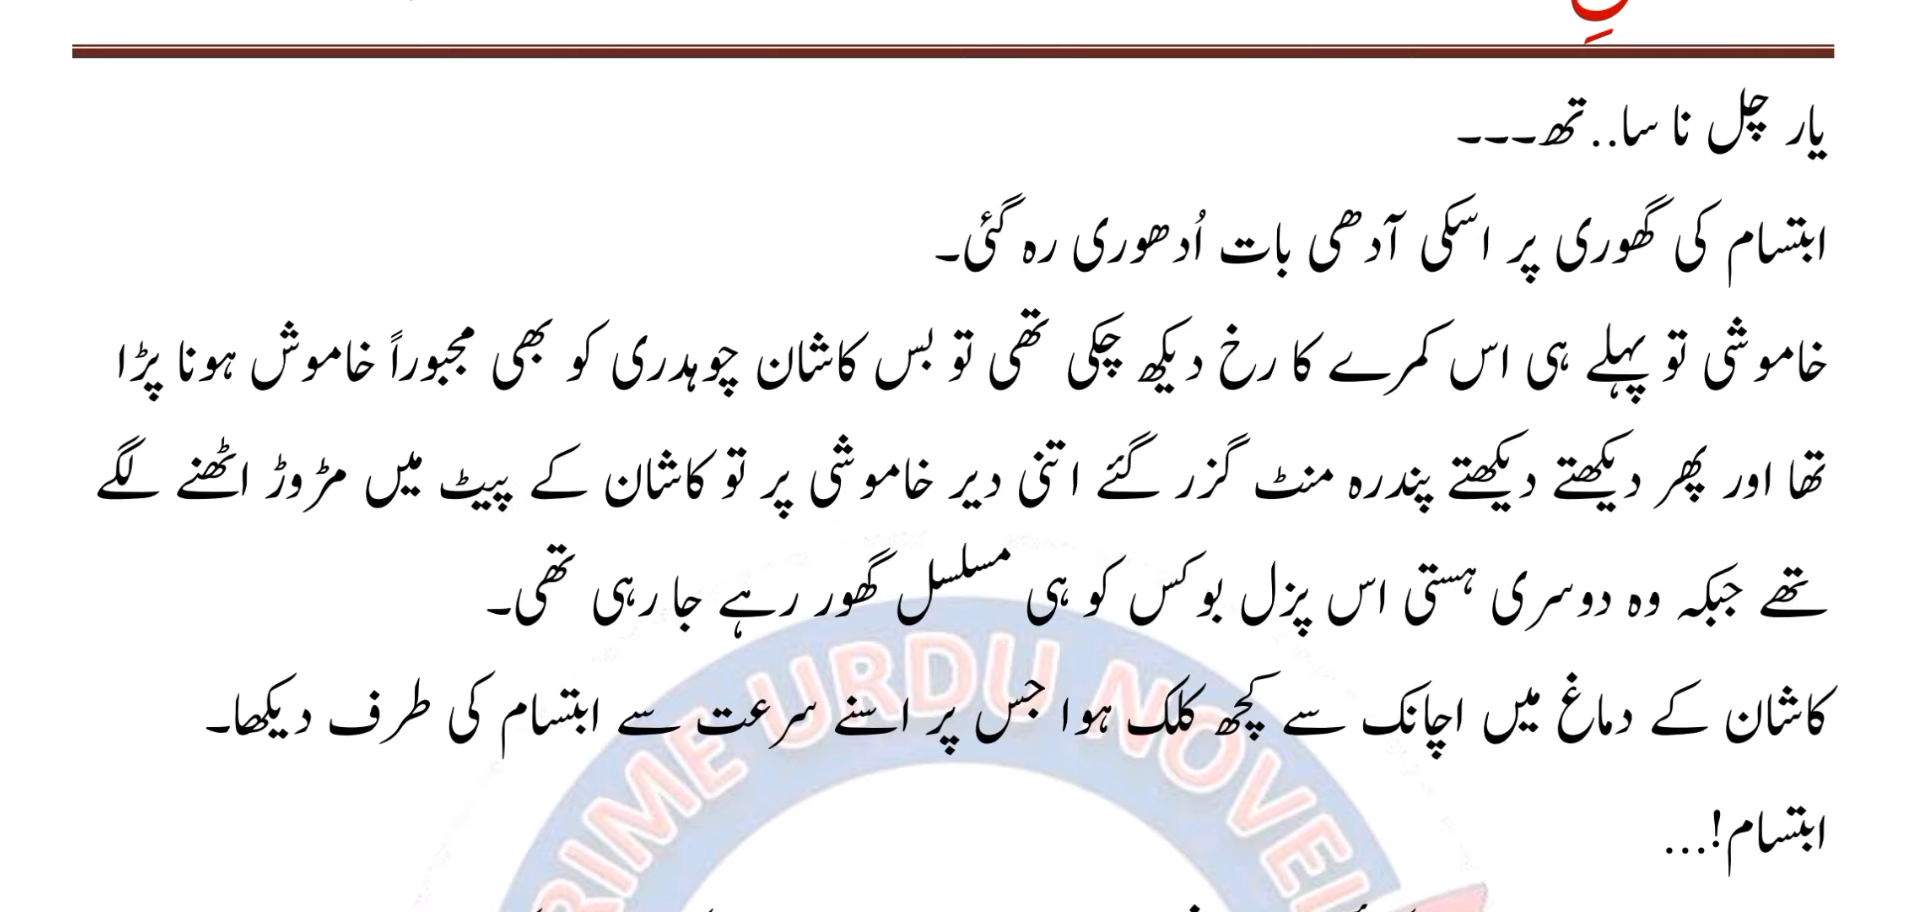 یار چل نا سا..تھ۔۔۔
ابتسام کی گھوری پر اسکی آدھی بات اُدھوری رہ گئی۔
خاموشی تو پہلے ہی اس کمرے کا رخ دیکھ چکی تھی تو بس کاشان چوہدری کو بھی مجبوراً خاموش ہونا پڑا
تھا اور پھر دیکھتے دیکھتے پندرہ منٹ گزر گئے اتنی دیر خاموشی پر تو کاشان کے پیٹ میں مڑوڑ اٹھنے لگے
تھے جبکہ وہ دوسری ہستی اس پزل بوکس کو ہی مسلسل گھور رہے جا رہی تھی۔
کاشان کے دماغ میں اچانک سے کچھ کلک ہوا جس پر اسنے سرعت سے ابتسام کی طرف دیکھا۔
ابتسام!...
RIME URDU NOVEL